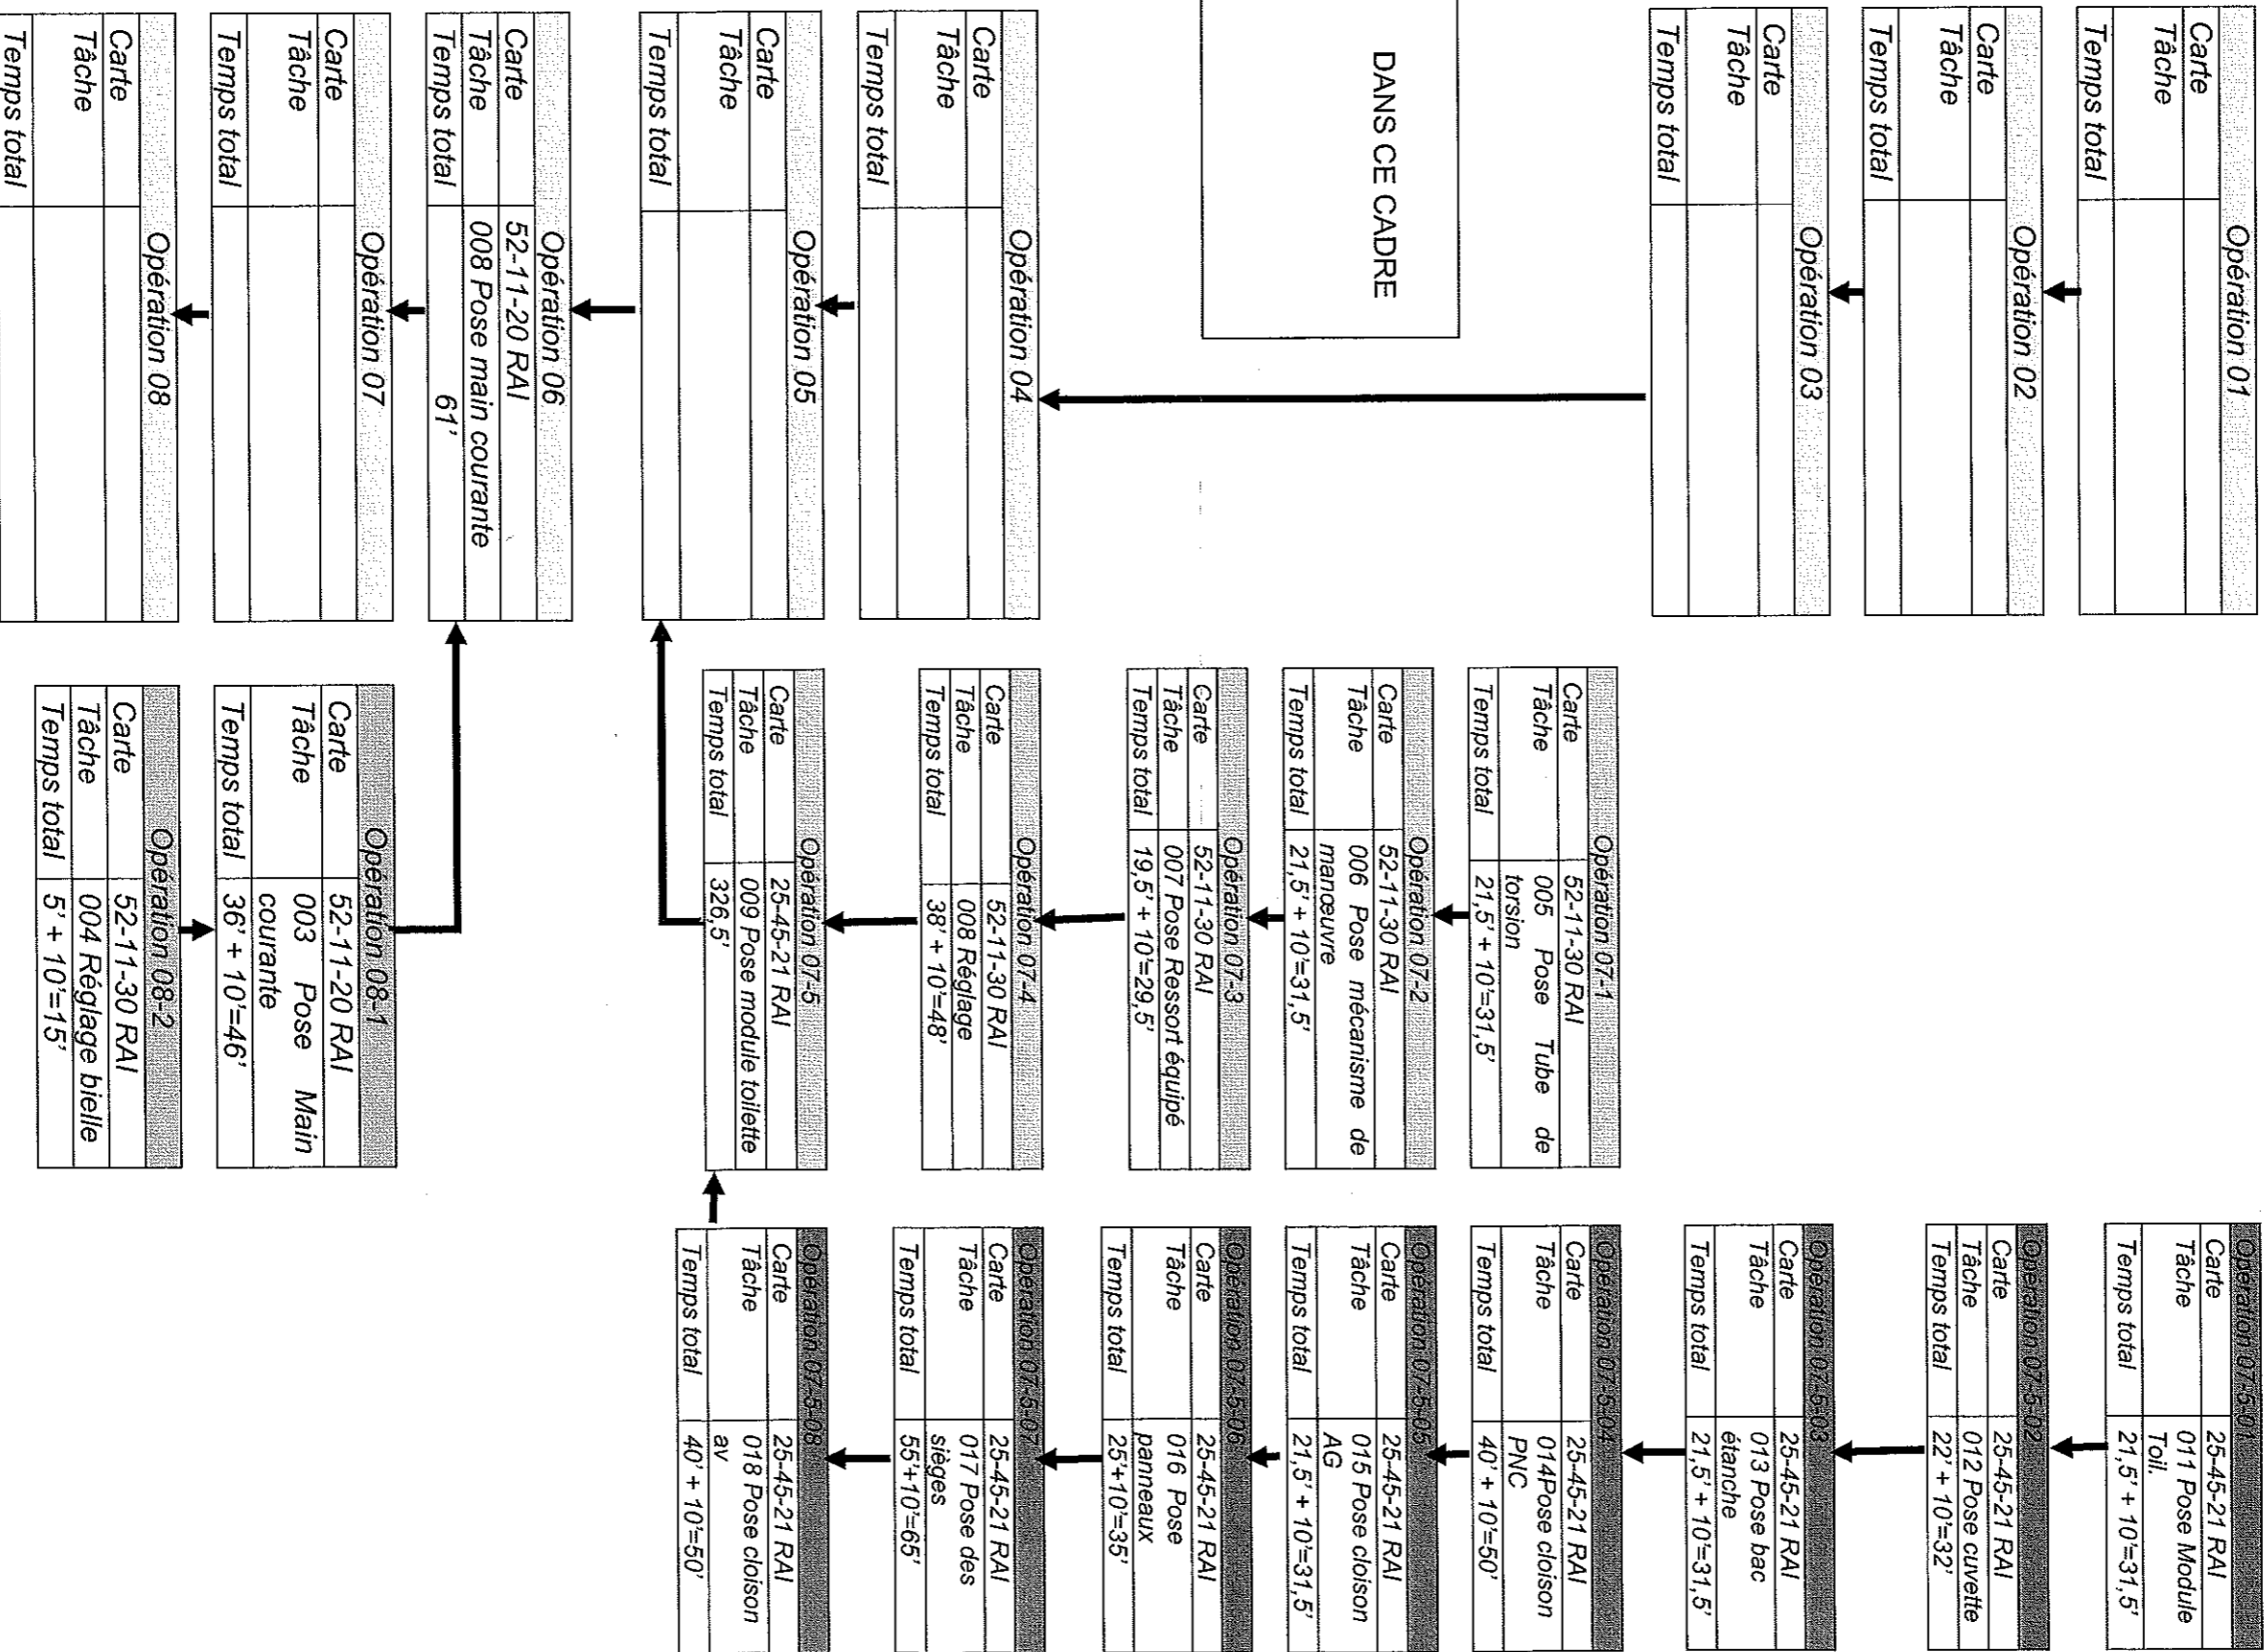 Opération 01
Carte
Tâche
Temps total
Opération 02
Carte
Tâche
Temps total
Opération 03
Carte
Tâche
Temps total
DANS CE CADRE
Opération 04
Carte
Tâche
Temps total
Opération 05
Carte
Tâche
Temps total
Opération 06
Carte 52-11-20 RAI
Tâche 008 Pose main courante
Temps total 61'
Opération 07
Carte
Tâche
Temps total
Opération 08
Carte
Tâche
Temps total
Opération 07-1
Carte 52-11-30 RAI
Tâche 005 Pose Tube de
torsion
Temps total 21,5' + 10'=31,5'
Opération 07-2
Carte 52-11-30 RAI
Tâche 006 Pose mécanisme de
manœuvre
Temps total 21,5' + 10'=31,5'
Opération 07-3
Carte 52-11-30 RAI
Tâche 007 Pose Ressort équipé
Temps total 19,5' + 10'=29,5'
Opération 07-4
Carte 52-11-30 RAI
Tâche 008 Réglage
Temps total 38' + 10'=48'
Opération 07-5
Carte 25-45-21 RAI
Tâche 009 Pose module toilette
Temps total 326,5'
Opération 08-1
Carte 52-11-20 RAI
Tâche 003 Pose Main
courante
Temps total 36' + 10'=46'
Opération 08-2
Carte 52-11-30 RAI
Tâche 004 Réglage bielle
Temps total 5' + 10'=15'
Opération 07-5-01
Carte 25-45-21 RAI
Tâche 011 Pose Module
Toil.
Temps total 21,5' + 10'=31,5'
Opération 07-5-02
Carte 25-45-21 RAI
Tâche 012 Pose cuvette
Temps total 22' + 10'=32'
Opération 07-5-03
Carte 25-45-21 RAI
Tâche 013 Pose bac
étanche
Temps total 21,5' + 10'=31,5'
Opération 07-5-04
Carte 25-45-21 RAI
Tâche 014Pose cloison
PNC
Temps total 40' + 10'=50'
Opération 07-5-05
Carte 25-45-21 RAI
Tâche 015 Pose cloison
AG
Temps total 21,5' + 10'=31,5'
Opération 07-5-06
Carte 25-45-21 RAI
Tâche 016 Pose
panneaux
Temps total 25'+10'=35'
Opération 07-5-07
Carte 25-45-21 RAI
Tâche 017 Pose des
sièges
Temps total 55'+10'=65'
Opération 07-5-08
Carte 25-45-21 RAI
Tâche 018 Pose cloison
av
Temps total 40' + 10'=50'